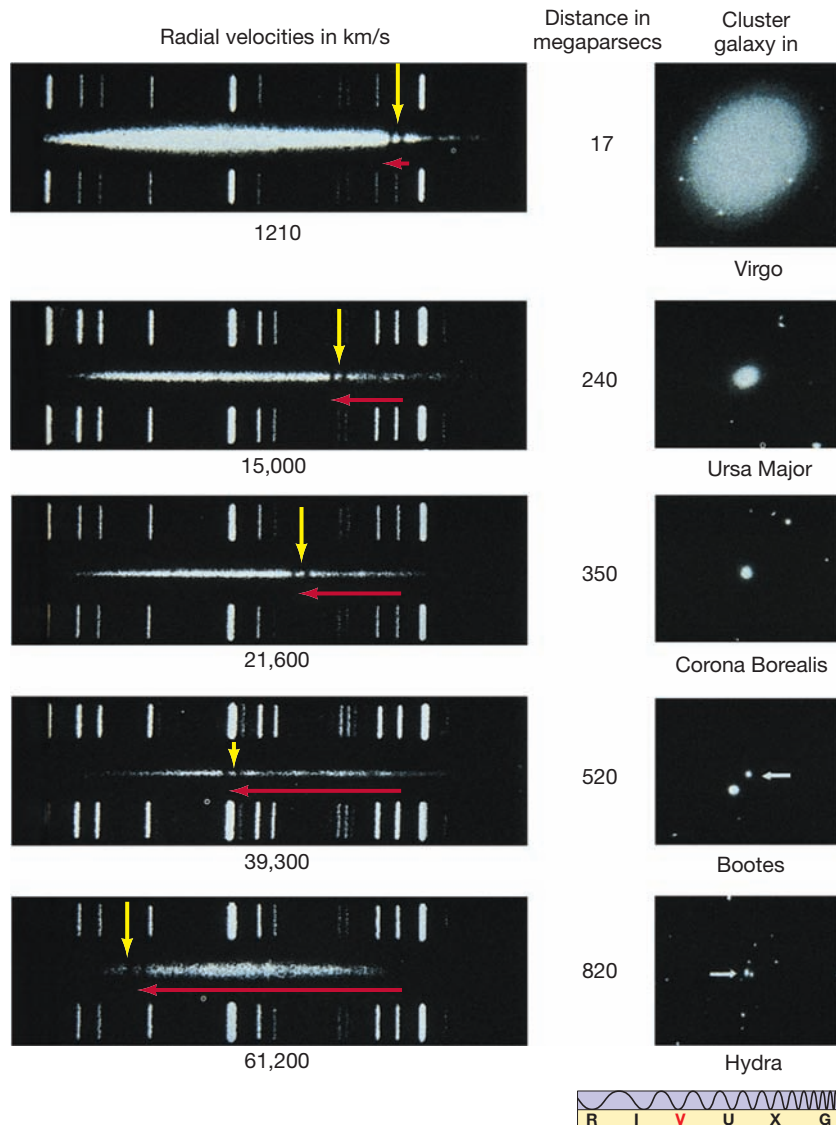 Radial velocities in km/s
Distance in
megaparsecs
Cluster
galaxy in
1210
17
Virgo
15,000
240
Ursa Major
21,600
350
Corona Borealis
39,300
520
Bootes
61,200
820
Hydra
R I V U X G